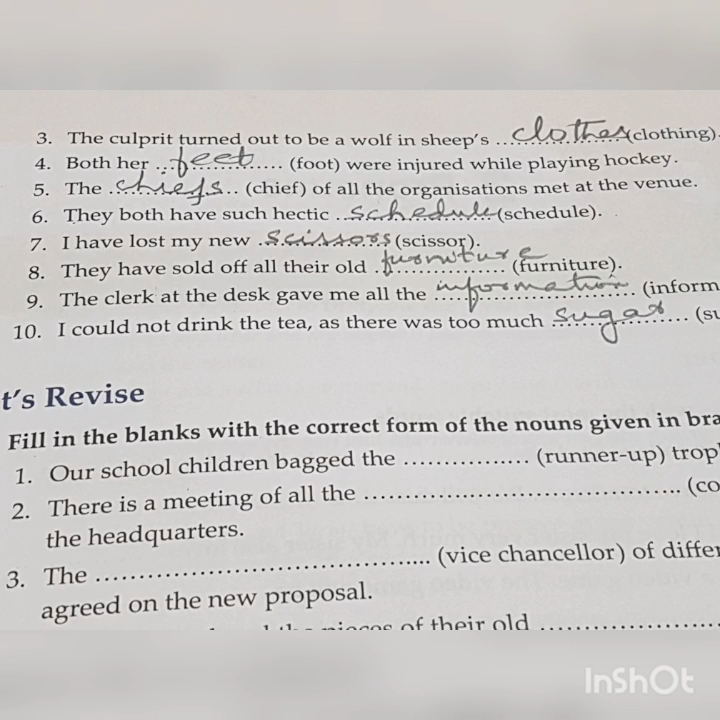 3. The culprit turned out to be a wolf in sheep's ...clothes...(clothing).
4. Both her ...feet...... (foot) were injured while playing hockey.
5. The .chiefs.. (chief) of all the organisations met at the venue.
6. They both have such hectic ..schedule(schedule).
7. I have lost my new .scissors(scissor).
8. They have sold off all their old .furniture............ (furniture).
9. The clerk at the desk gave me all the ....information.... (inform
10. I could not drink the tea, as there was too much sugar.... (su
t's Revise
Fill in the blanks with the correct form of the nouns given in bra
1. Our school children bagged the ............... (runner-up) trop
2. There is a meeting of all the ...................................... (co
the headquarters.
3. The ........................................ (vice chancellor) of differ
agreed on the new proposal.
pieces of their old ......................
InShOt